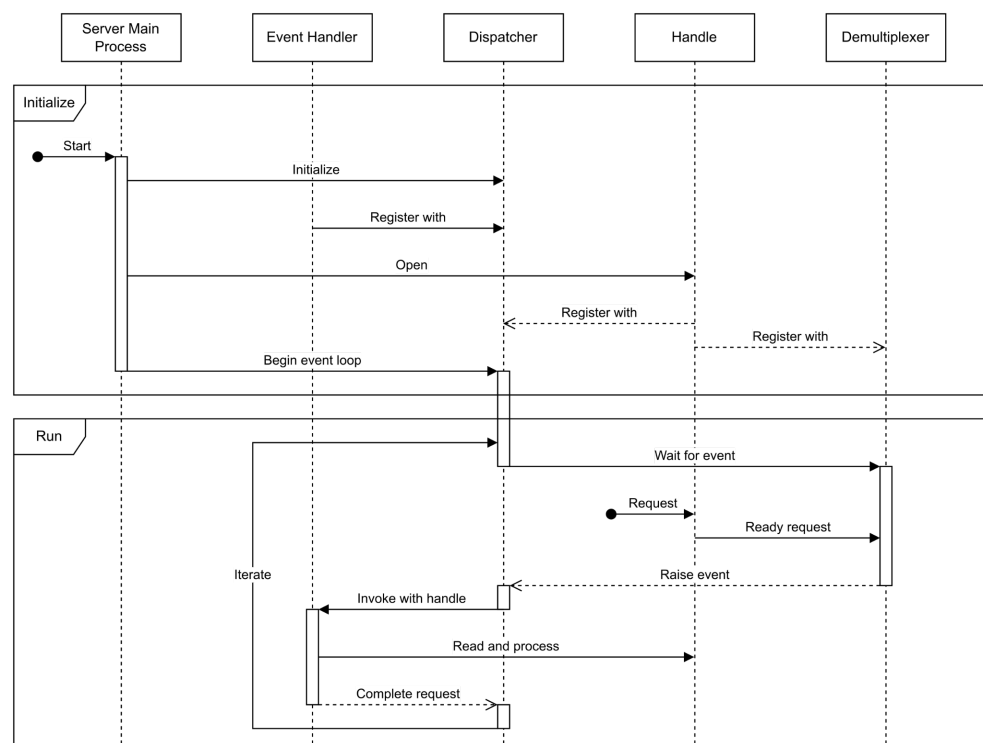 Server Main
Process
Event Handler
Dispatcher
Handle
Demultiplexer
Initialize
Start
Initialize
Register with
Open
Register with
Register with
Begin event loop
Run
Wait for event
Request
Ready request
Iterate
Raise event
Invoke with handle
Read and process
Complete request